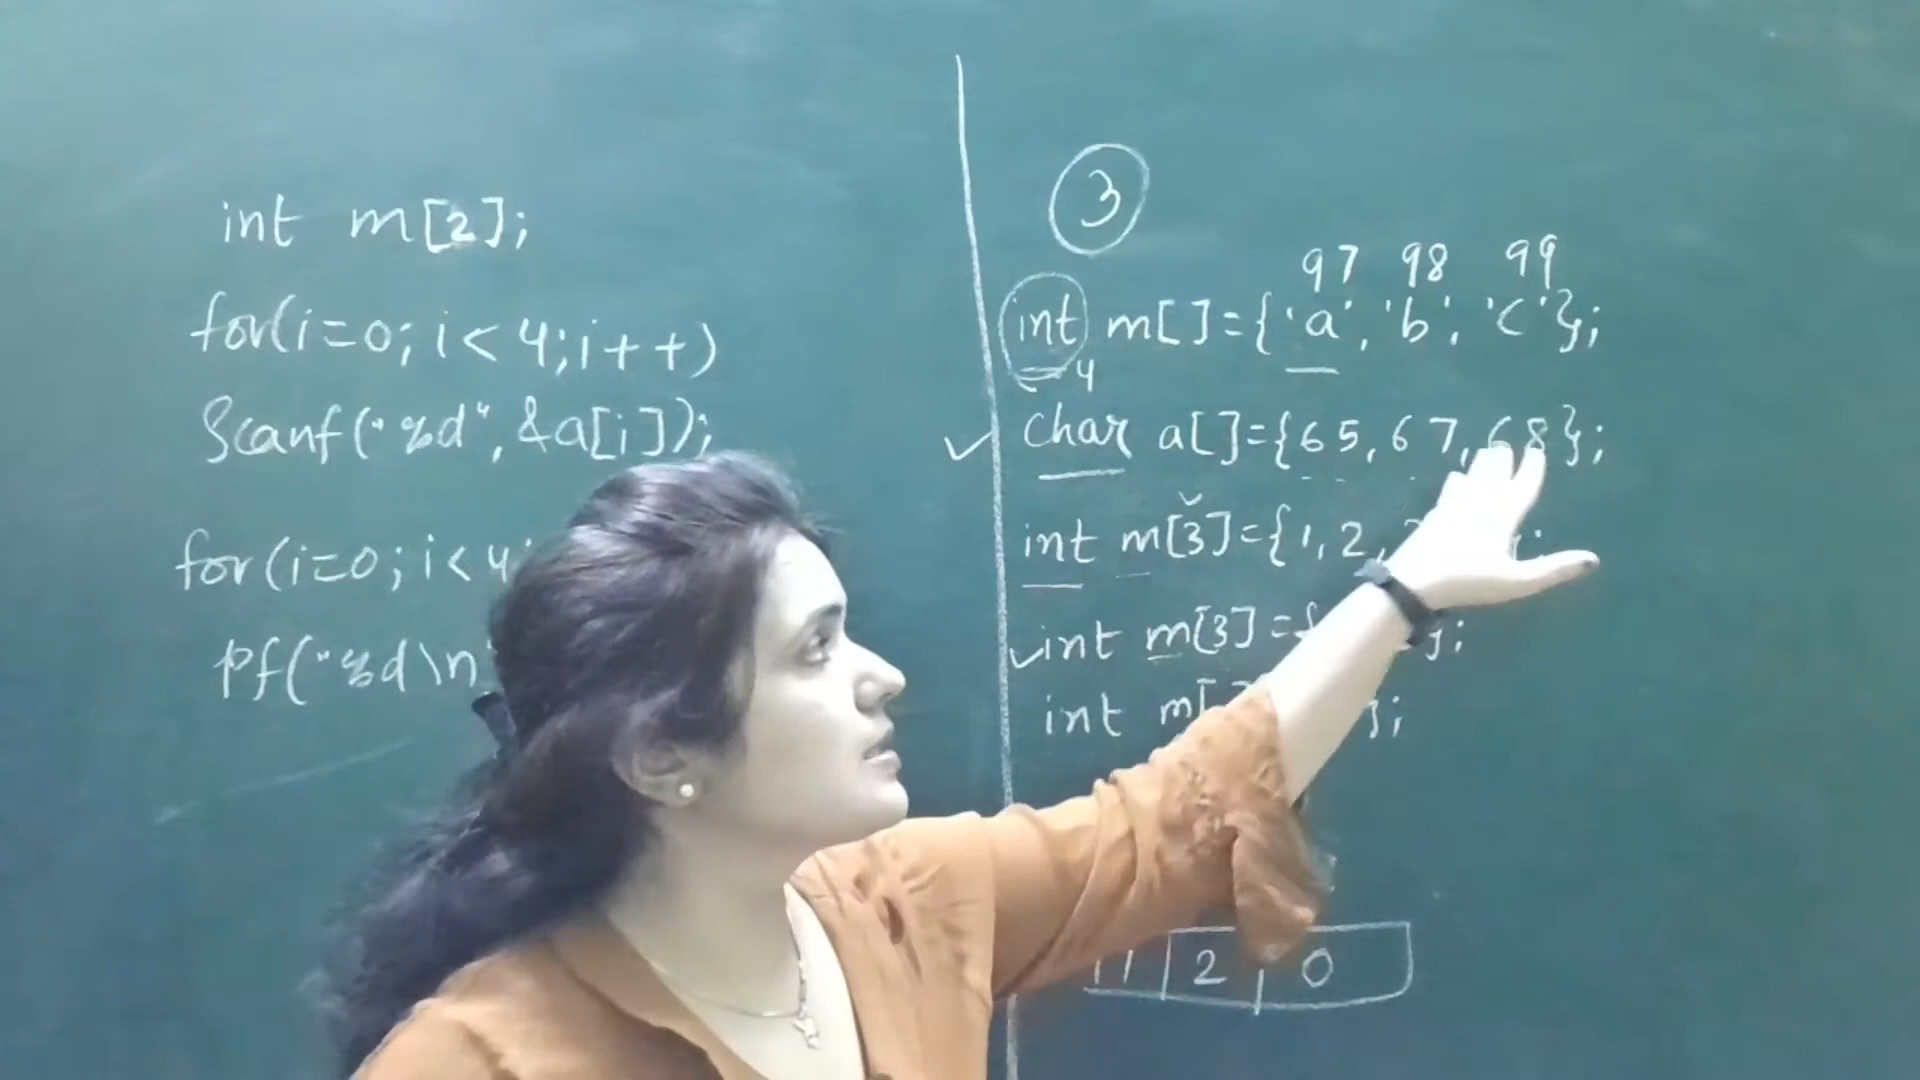 int m[2];
for(i=0; i<4; i++)
Scanf("%d", &a[i]);
for(i=0; i<4;
Pf("%d\n"
3
97 98 99
int m[]={'a', 'b', 'c'};
4
Char a[]={65, 67, 68};
int m[3]={1, 2,
int m[3]={ };
int m[ };
1 2 0